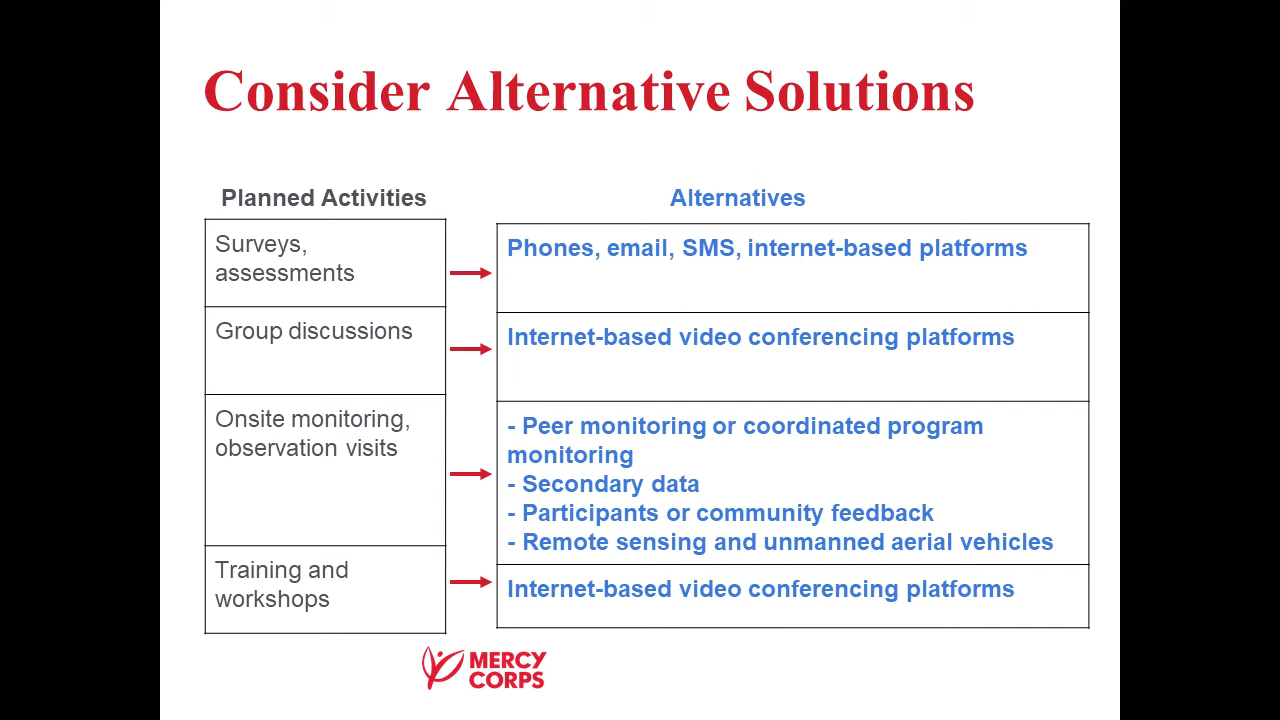 Consider Alternative Solutions
Planned Activities
Alternatives
Surveys,
assessments
Phones, email, SMS, internet-based platforms
Group discussions
Internet-based video conferencing platforms
Onsite monitoring,
observation visits
- Peer monitoring or coordinated program
monitoring
- Secondary data
- Participants or community feedback
- Remote sensing and unmanned aerial vehicles
Training and
workshops
Internet-based video conferencing platforms
MERCY
CORPS